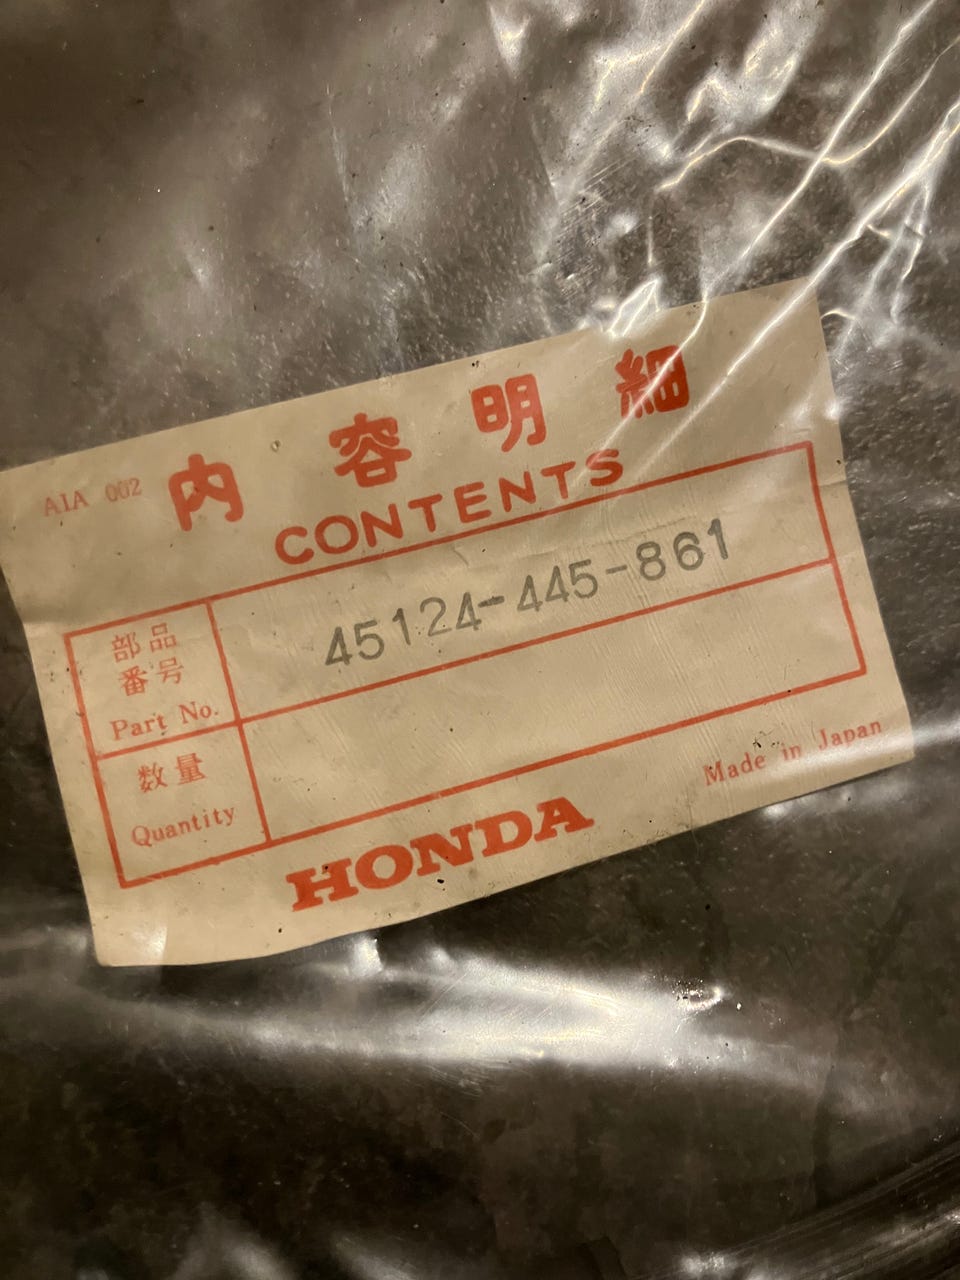 AIA 002
内容明細
CONTENTS
部品
番号
Part No.
45124-445-861
数量
Quantity
Made in Japan
HONDA